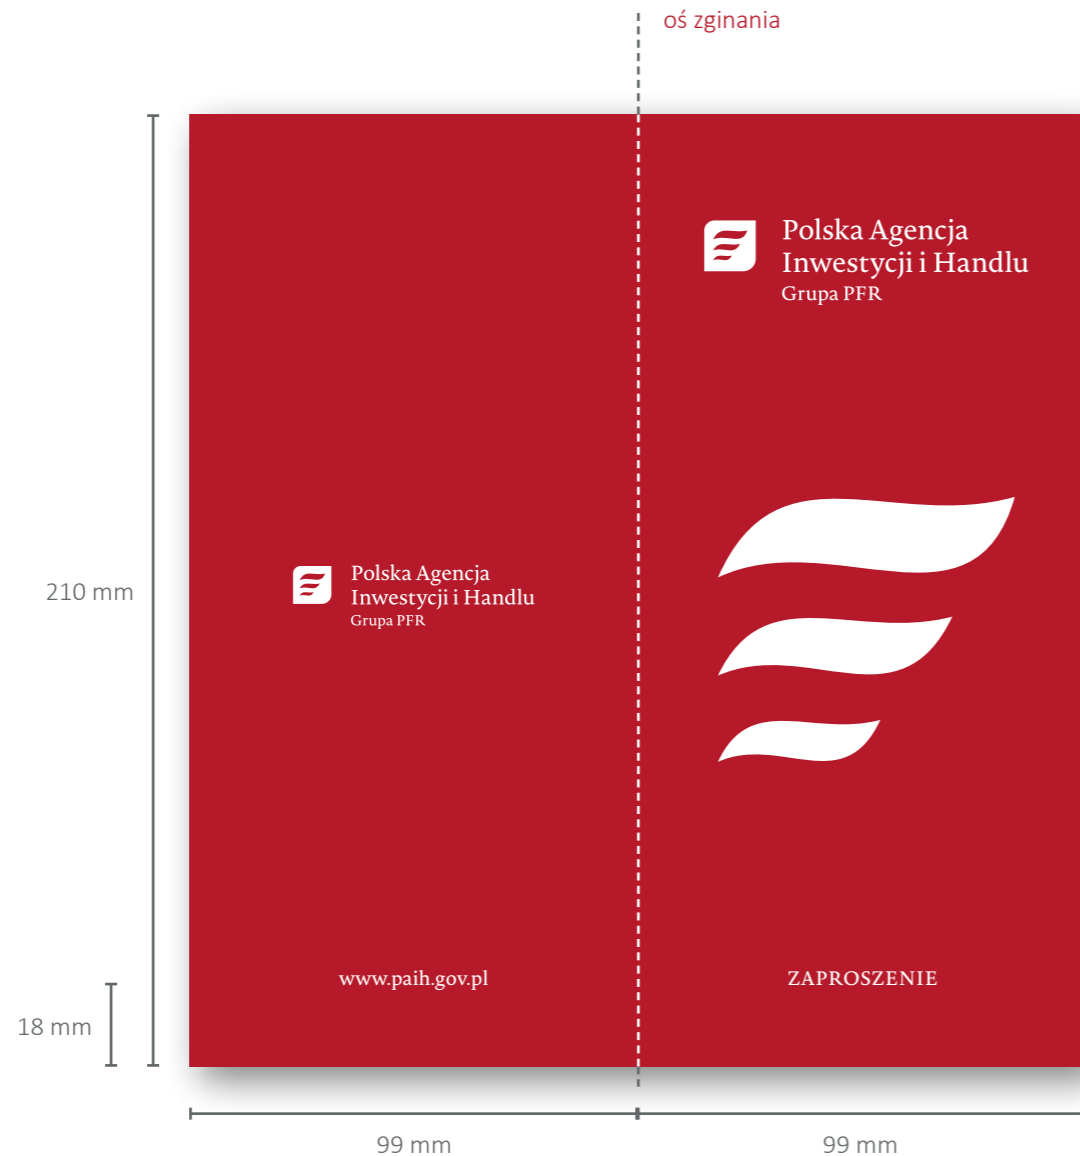 oś zginania
Polska Agencja
Inwestycji i Handlu
Grupa PFR
210 mm
Polska Agencja
Inwestycji i Handlu
Grupa PFR
www.paih.gov.pl
ZAPROSZENIE
18 mm
99 mm
99 mm